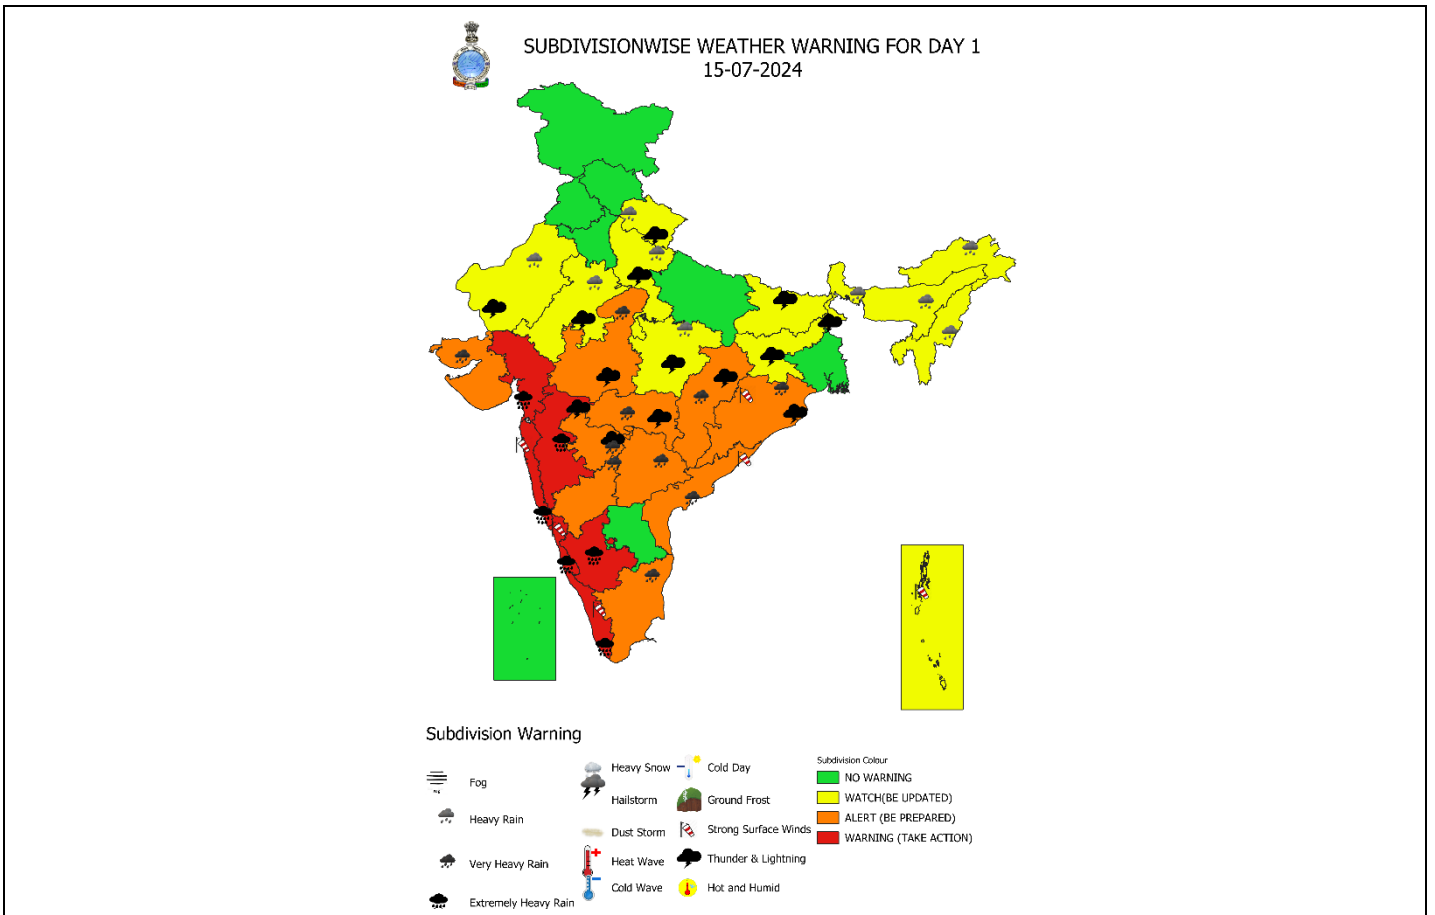 SUBDIVISIONWISE WEATHER WARNING FOR DAY 1
15-07-2024
Subdivision Warning
Fog
Heavy Rain
Very Heavy Rain
Extremely Heavy Rain
Heavy Snow
Hailstorm
Dust Storm
Heat Wave
Cold Wave
Cold Day
Ground Frost
Strong Surface Winds
Thunder & Lightning
Hot and Humid
Subdivision Colour
NO WARNING
WATCH(BE UPDATED)
ALERT (BE PREPARED)
WARNING (TAKE ACTION)